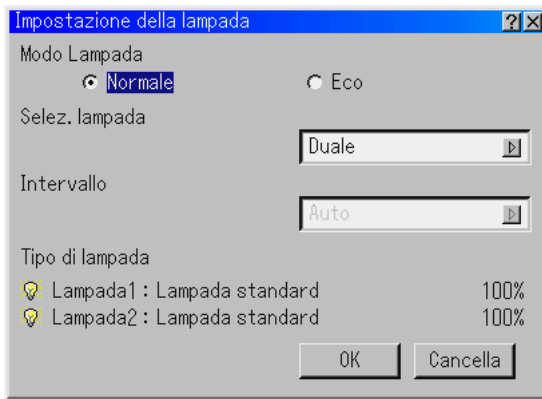 Impostazione della lampada
Modo Lampada
Normale Eco
Selez. lampada
Duale
Intervallo
Auto
Tipo di lampada
Lampada1 : Lampada standard 100%
Lampada2 : Lampada standard 100%
OK Cancella